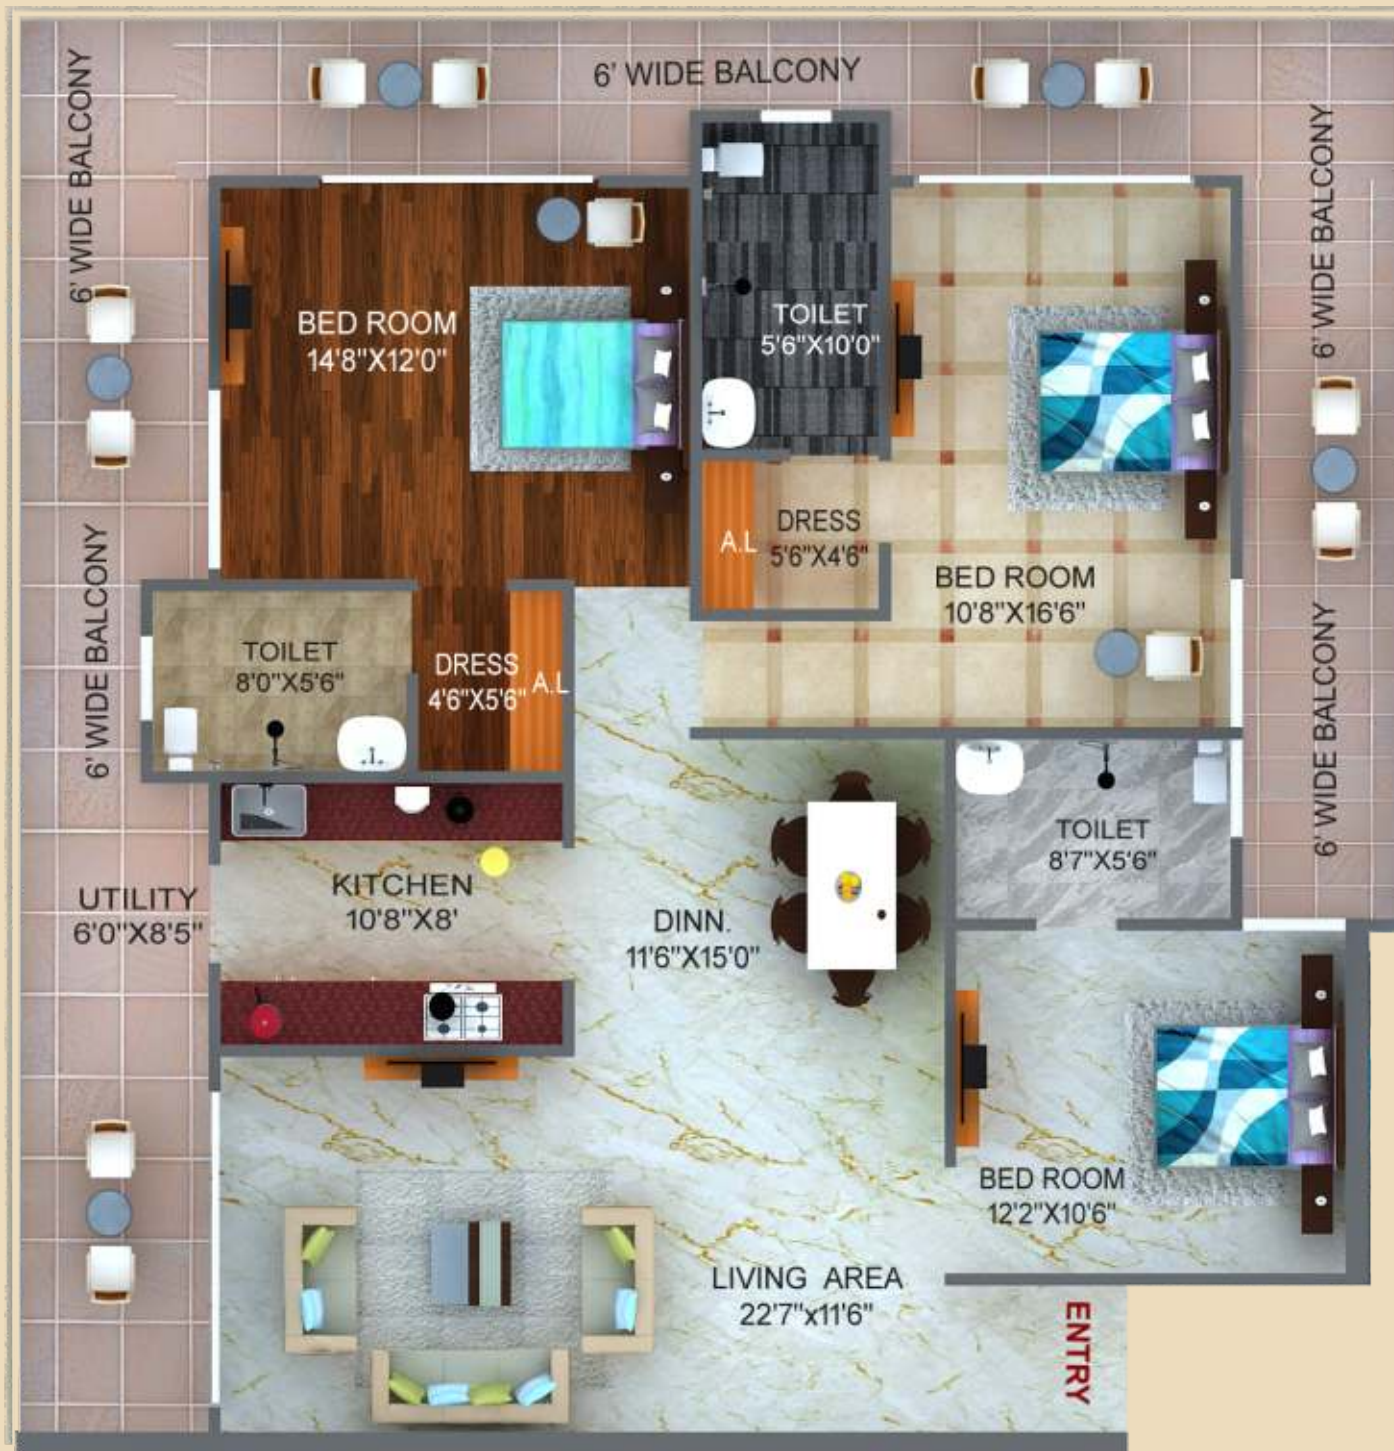 6' WIDE BALCONY
6' WIDE BALCONY
6' WIDE BALCONY
BED ROOM
14'8"X12'0"
TOILET
5'6"X10'0"
DRESS
5'6"X4'6"
A.L
BED ROOM
10'8"X16'6"
6' WIDE BALCONY
TOILET
8'0"X5'6"
DRESS
4'6"X5'6"
A.L
6' WIDE BALCONY
TOILET
8'7"X5'6"
UTILITY
6'0"X8'5"
KITCHEN
10'8"X8'
DINN.
11'6"X15'0"
BED ROOM
12'2"X10'6"
LIVING AREA
22'7"x11'6"
ENTRY